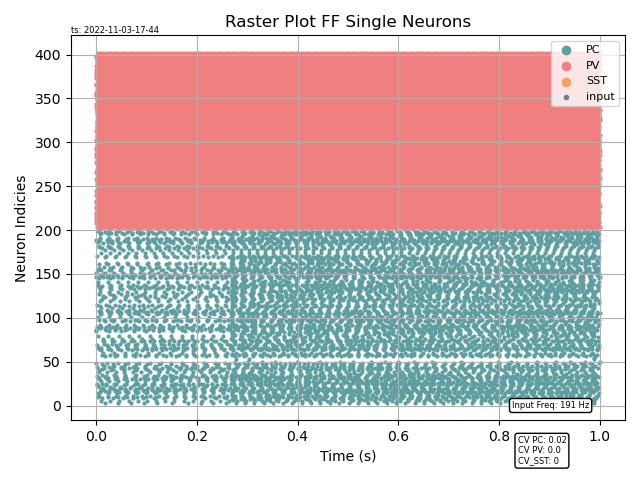 ts: 2022-11-03-17-44
Raster Plot FF Single Neurons
PC
PV
SST
input
Neuron Indicies
400
350
300
250
200
150
100
50
0
0.0 0.2 0.4 0.6 0.8 1.0
Time (s)
Input Freq: 191 Hz
CV PC: 0.02
CV PV: 0.0
CV_SST: 0